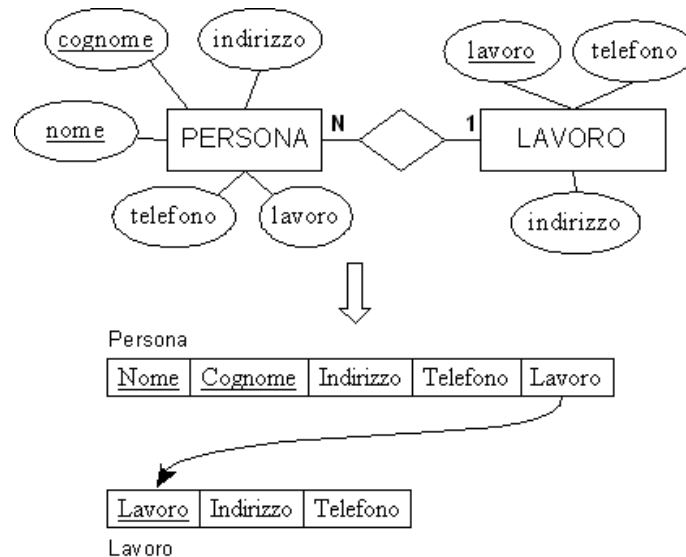 cognome indirizzo lavoro telefono
nome PERSONA N 1 LAVORO
telefono lavoro indirizzo
Persona
Nome Cognome Indirizzo Telefono Lavoro
Lavoro Indirizzo Telefono
Lavoro